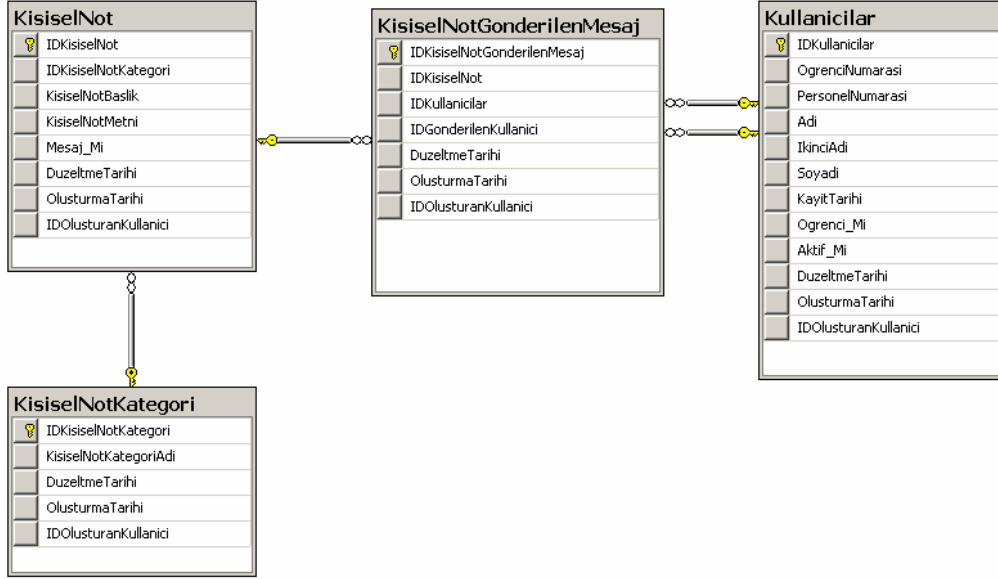 KisiselNot
IDKisiselNot
IDKisiselNotKategori
KisiselNotBaslik
KisiselNotMetni
Mesaj_Mi
DuzeltmeTarihi
OlusturmaTarihi
IDOlusturanKullanici
KisiselNotGonderilenMesaj
IDKisiselNotGonderilenMesaj
IDKisiselNot
IDKullanicilar
IDGonderilenKullanici
DuzeltmeTarihi
OlusturmaTarihi
IDOlusturanKullanici
Kullanicilar
IDKullanicilar
OgrenciNumarasi
PersonelNumarasi
Adi
IkinciAdi
Soyadi
KayitTarihi
Ogrenci_Mi
Aktif_Mi
DuzeltmeTarihi
OlusturmaTarihi
IDOlusturanKullanici
KisiselNotKategori
IDKisiselNotKategori
KisiselNotKategoriAdi
DuzeltmeTarihi
OlusturmaTarihi
IDOlusturanKullanici